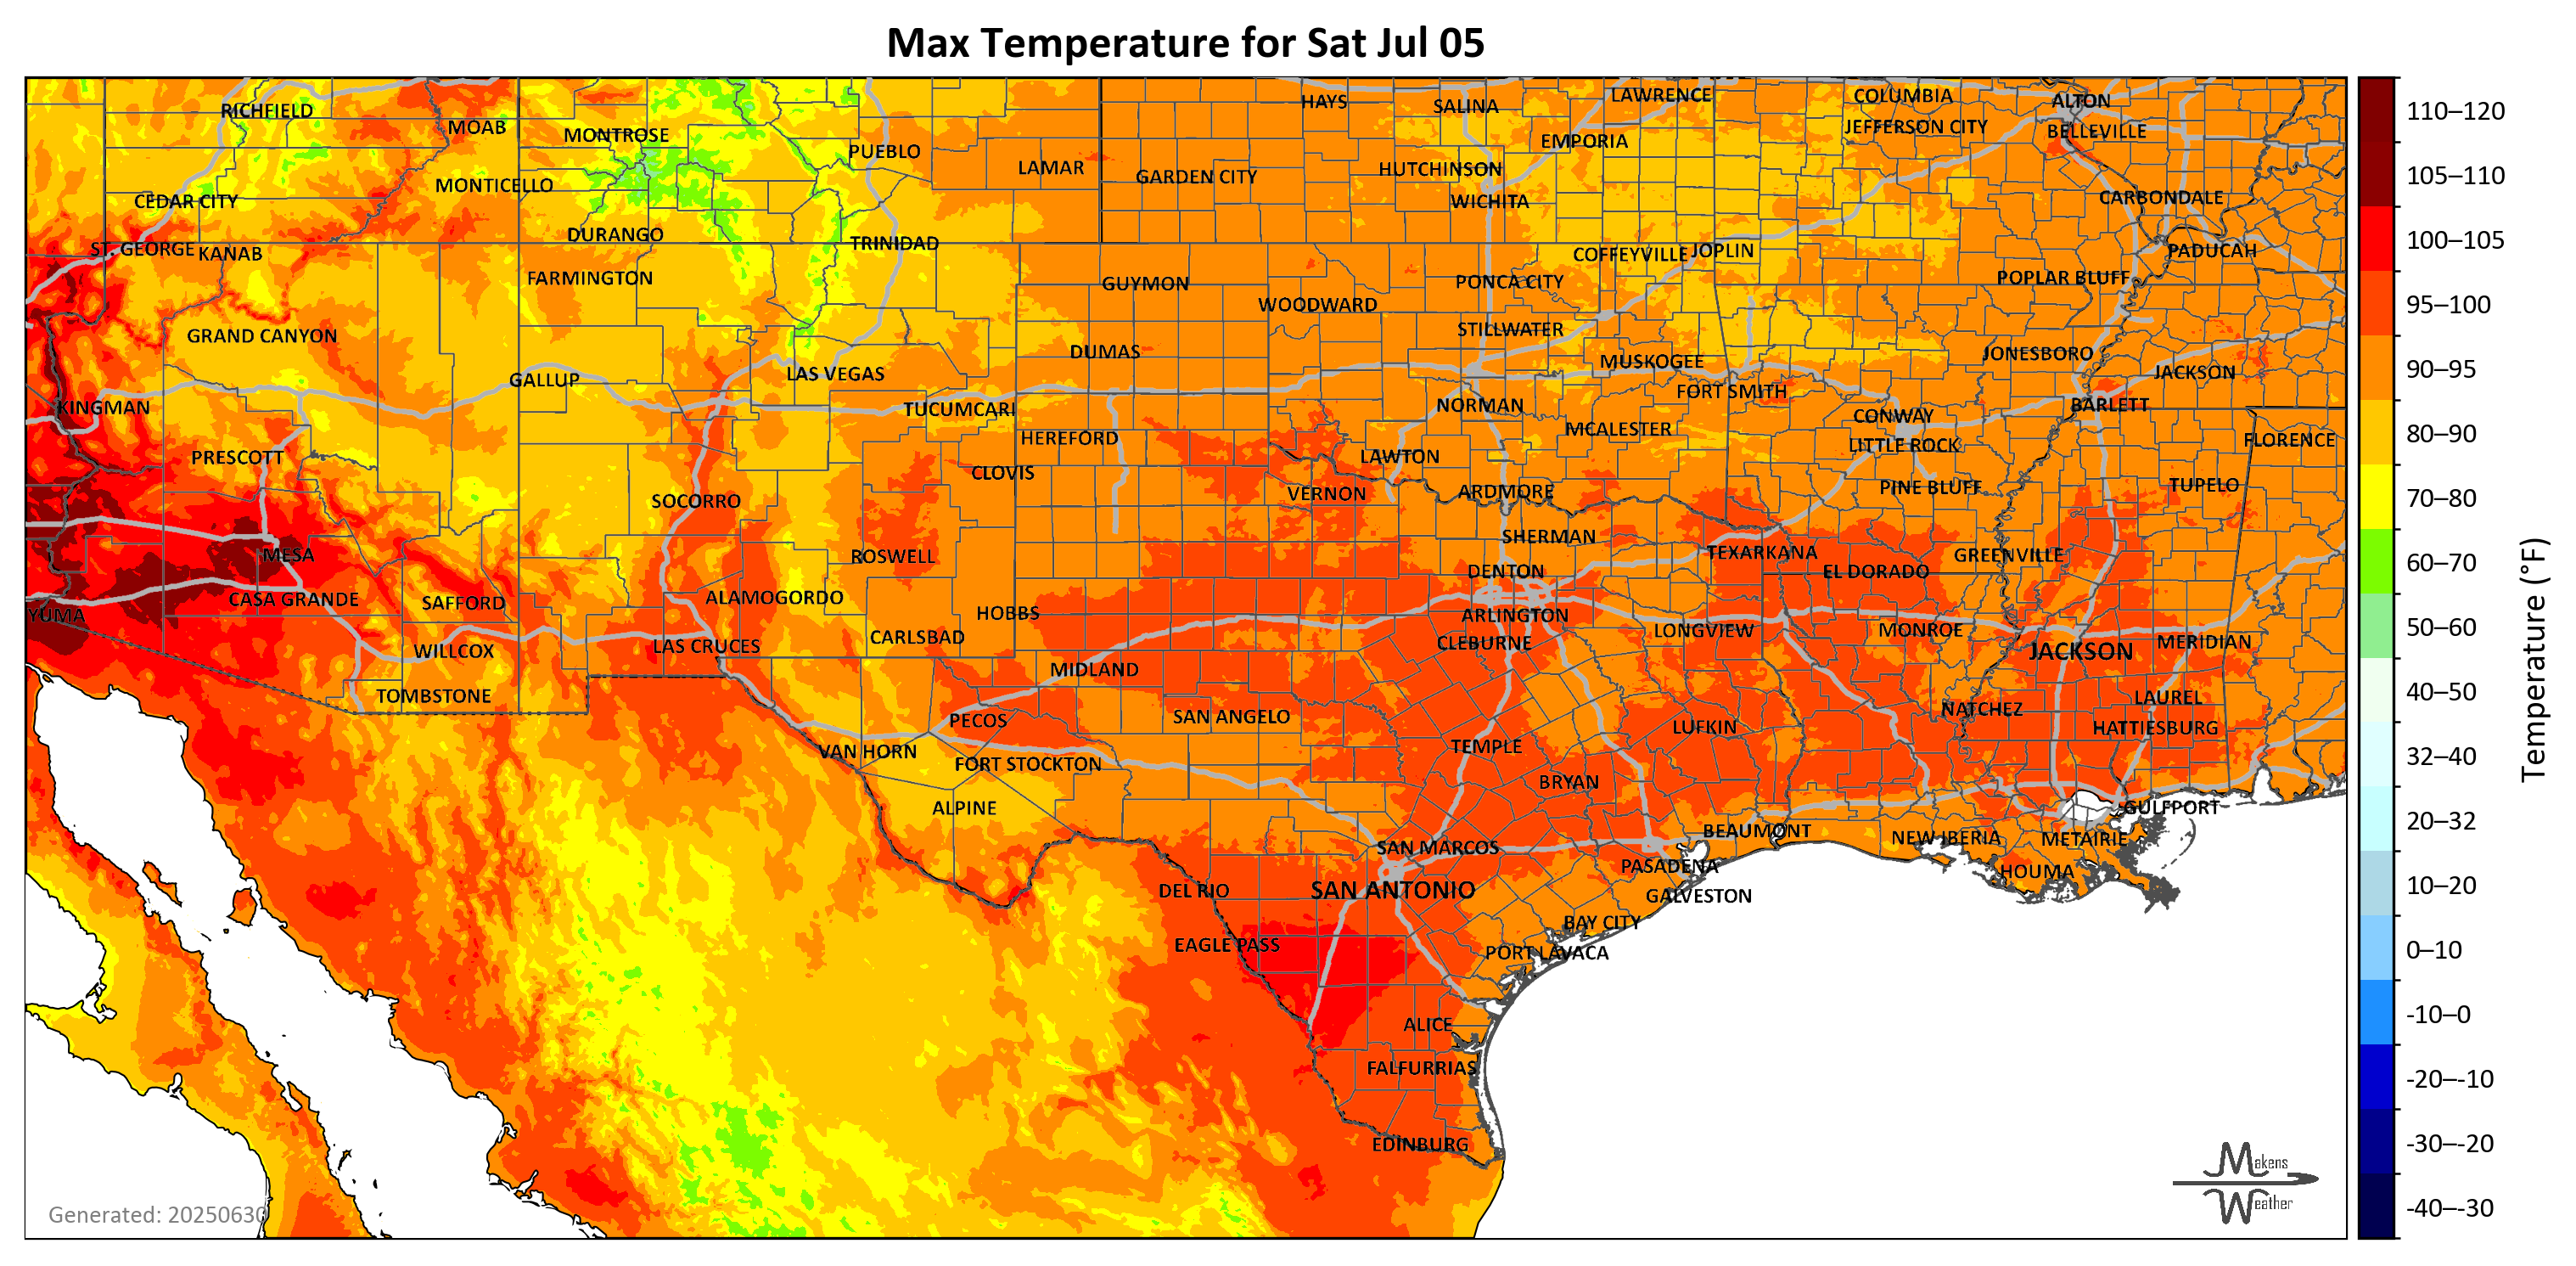 Max Temperature for Sat Jul 05
RICHFIELD
MOAB
MONTROSE
PUEBLO
LAMAR
HAYS
SALINA
LAWRENCE
COLUMBIA
ALTON
JEFFERSON CITY
BELLEVILLE
EMPORIA
GARDEN CITY
HUTCHINSON
WICHITA
CARBONDALE
MONTICELLO
CEDAR CITY
DURANGO
TRINIDAD
ST. GEORGE
KANAB
COFFEYVILLE
JOPLIN
PADUCAH
FARMINGTON
GUYMON
PONCA CITY
POPLAR BLUFF
WOODWARD
GRAND CANYON
STILLWATER
DUMAS
MUSKOGEE
JONESBORO
JACKSON
GALLUP
LAS VEGAS
FORT SMITH
KINGMAN
TUCUMCARI
NORMAN
CONWAY
BARLETT
HEREFORD
MCALESTER
LITTLE ROCK
FLORENCE
PRESCOTT
CLOVIS
LAWTON
SOCORRO
VERNON
ARDMORE
PINE BLUFF
TUPELO
SHERMAN
MESA
ROSWELL
TEXARKANA
GREENVILLE
DENTON
EL DORADO
CASA GRANDE
SAFFORD
ALAMOGORDO
HOBBS
YUMA
ARLINGTON
LONGVIEW
MONROE
WILLCOX
LAS CRUCES
CARLSBAD
CLEBURNE
JACKSON
MERIDIAN
MIDLAND
TOMBSTONE
LAUREL
PECOS
SAN ANGELO
NATCHEZ
LUFKIN
HATTIESBURG
VAN HORN
FORT STOCKTON
TEMPLE
BRYAN
ALPINE
GULFPORT
BEAUMONT
NEW IBERIA
METAIRIE
SAN MARCOS
PASADENA
HOUMA
DEL RIO
SAN ANTONIO
GALVESTON
BAY CITY
EAGLE PASS
PORT LAVACA
ALICE
FALFURRIAS
EDINBURG
Generated: 20250630
Makens
Weather
110–120
105–110
100–105
95–100
90–95
80–90
70–80
60–70
50–60
40–50
32–40
20–32
10–20
0–10
-10–0
-20–-10
-30–-20
-40–-30
Temperature (°F)